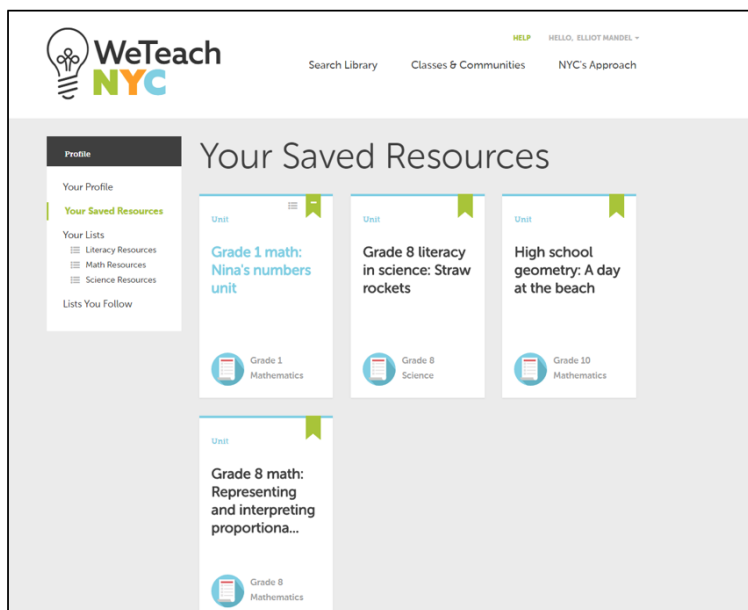 WeTeach
NYC
HELP HELLO, ELLIOT MANDEL
Search Library Classes & Communities NYC's Approach
Profile
Your Profile
Your Saved Resources
Your Lists
Literacy Resources
Math Resources
Science Resources
Lists You Follow
Your Saved Resources
Unit
Grade 1 math:
Nina's numbers
unit
Grade 1
Mathematics
Unit
Grade 8 literacy
in science: Straw
rockets
Grade 8
Science
Unit
High school
geometry: A day
at the beach
Grade 10
Mathematics
Unit
Grade 8 math:
Representing
and interpreting
proportiona...
Grade 8
Mathematics